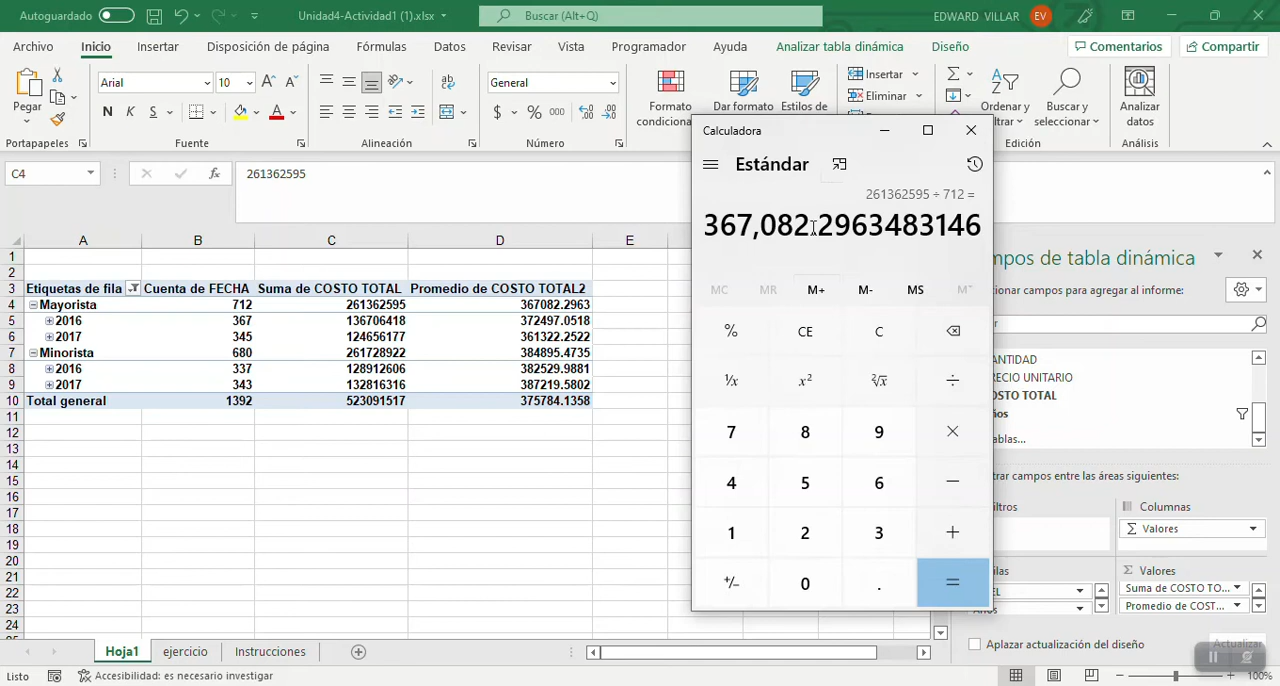 Autoguardado
Unidad4-Actividad1 (1).xlsx
Buscar (Alt+Q)
EDWARD VILLAR
EV
Archivo Inicio Insertar Disposición de página Fórmulas Datos Revisar Vista Programador Ayuda Analizar tabla dinámica Diseño
Comentarios
Compartir
Pegar
Arial 10
N K S
General
$ % 000
Formato
condiciona
Dar formato
Estilos de
Insertar
Eliminar
Ordenar y
filtrar
Buscar y
seleccionar
Analizar
datos
Portapapeles Fuente Alineación Número Edición Análisis
C4
fx
261362595
A B C D E
Etiquetas de fila Cuenta de FECHA Suma de COSTO TOTAL Promedio de COSTO TOTAL2
1
2
3
4 Mayorista 712 261362595 367082.2963
5 2016 367 136706418 372497.0518
6 2017 345 124656177 361322.2522
7 Minorista 680 261728922 384895.4735
8 2016 337 128912606 382529.9881
9 2017 343 132816316 387219.5802
10 Total general 1392 523091517 375784.1358
11
12
13
14
15
16
17
18
19
20
21
22
23
24
Calculadora
Estándar
261362595 ÷ 712 =
367,082.2963483146
MC MR M+ M- MS M˅
% CE C
¹/x x² ²√x ÷
7 8 9 ×
4 5 6 −
1 2 3 +
+/− 0 . =
mpos de tabla dinámica
cionar campos para agregar al informe:
r
ANTIDAD
RECIO UNITARIO
OSTO TOTAL
ños
ablas...
trar campos entre las áreas siguientes:
ltros
Columnas
Σ Valores
las
Σ Valores
EL
Años
Suma de COSTO TO...
Promedio de COST...
Aplazar actualización del diseño
Actualizar
Hoja1 ejercicio Instrucciones
Listo
Accesibilidad: es necesario investigar
100%